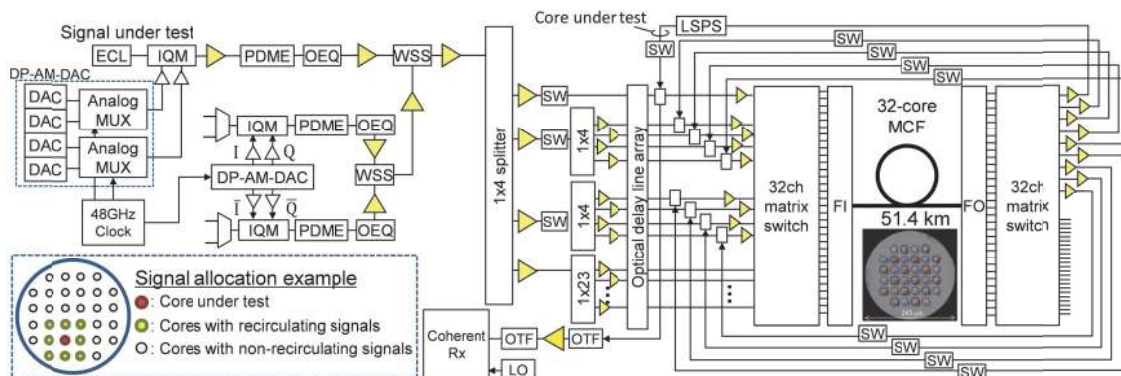 Signal under test
ECL
IQM
PDME
OEQ
WSS
DP-AM-DAC
DAC
DAC
DAC
DAC
Analog
MUX
Analog
MUX
48GHz
Clock
IQM
PDME
OEQ
I
Q
DP-AM-DAC
WSS
I̅
Q̅
IQM
PDME
OEQ
1x4 splitter
SW
SW
SW
1x4
1x4
1x23
Optical delay line array
Core under test
SW
LSPS
SW
SW
SW
SW
32ch
matrix
switch
FI
32-core
MCF
51.4 km
243 μm
FO
32ch
matrix
switch
SW
SW
SW
SW
Coherent
Rx
OTF
OTF
LO
Signal allocation example
: Core under test
: Cores with recirculating signals
: Cores with non-recirculating signals